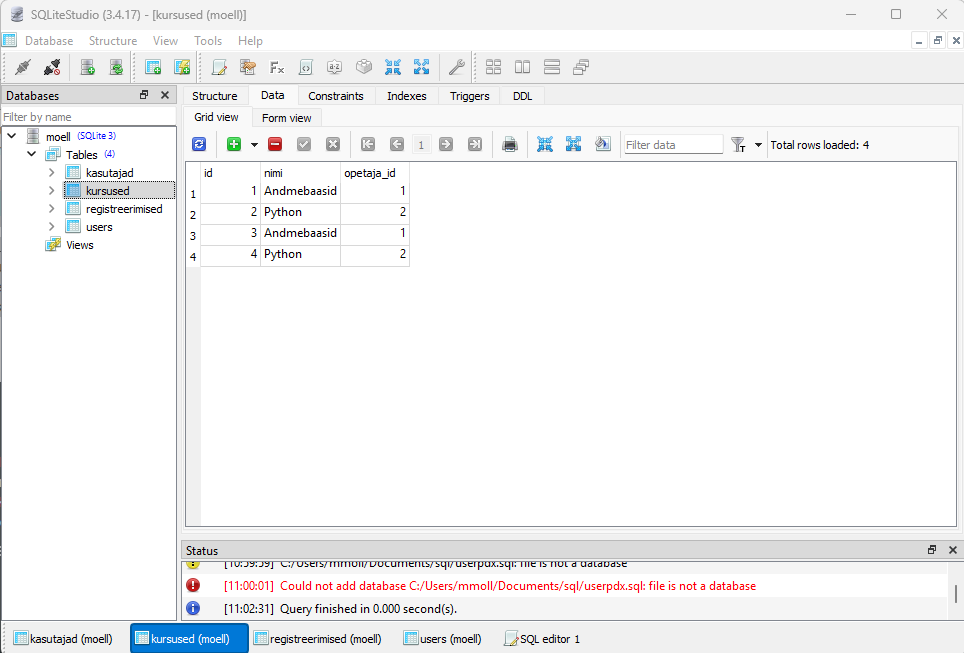 SQLiteStudio (3.4.17) - [kursused (moell)]
Database Structure View Tools Help
Databases
Filter by name
moell (SQLite 3)
Tables (4)
kasutajad
kursused
registreerimised
users
Views
Structure Data Constraints Indexes Triggers DDL
Grid view Form view
1 Filter data Total rows loaded: 4
id nimi opetaja_id
1 1 Andmebaasid 1
2 2 Python 2
3 3 Andmebaasid 1
4 4 Python 2
Status
[10:59:59] C:/Users/mmoll/Documents/sql/userpdx.sql: file is not a database
[11:00:01] Could not add database C:/Users/mmoll/Documents/sql/userpdx.sql: file is not a database
[11:02:31] Query finished in 0.000 second(s).
kasutajad (moell) kursused (moell) registreerimised (moell) users (moell) SQL editor 1